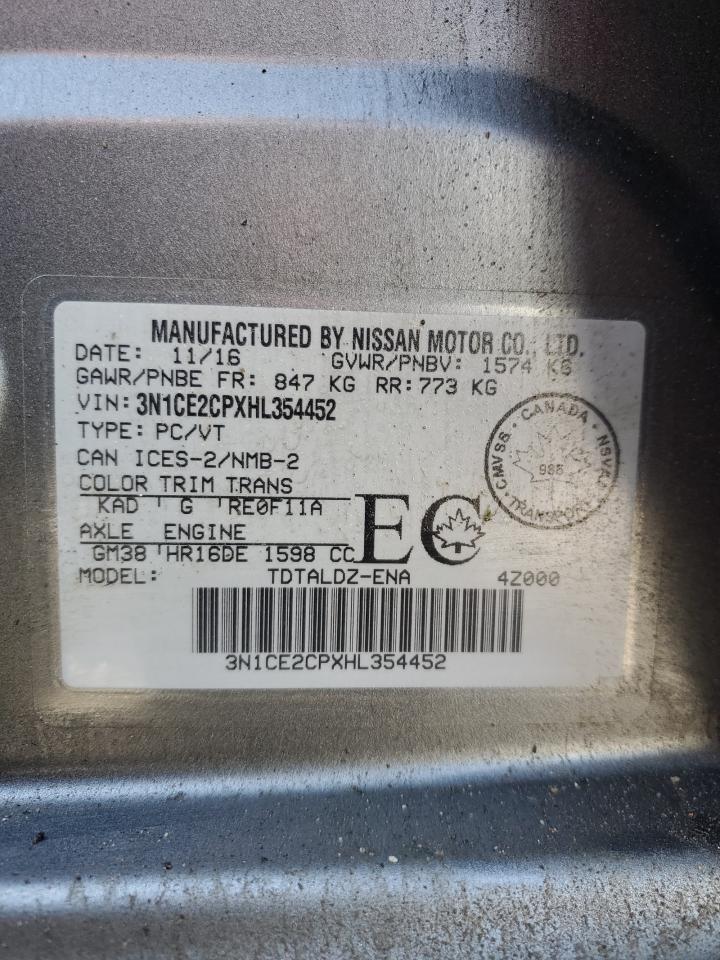 MANUFACTURED BY NISSAN MOTOR CO., LTD.
DATE: 11/16 GVWR/PNBV: 1574 KG
GAWR/PNBE FR: 847 KG RR: 773 KG
VIN: 3N1CE2CPXHL354452
TYPE: PC/VT
CAN ICES-2/NMB-2
COLOR TRIM TRANS
KAD G RE0F11A
AXLE ENGINE
GM38 HR16DE 1598 CC
EC
CANADA
CMVSS NSVAC
TRANSPORT
MODEL: TDTALDZ-ENA 4Z000
3N1CE2CPXHL354452